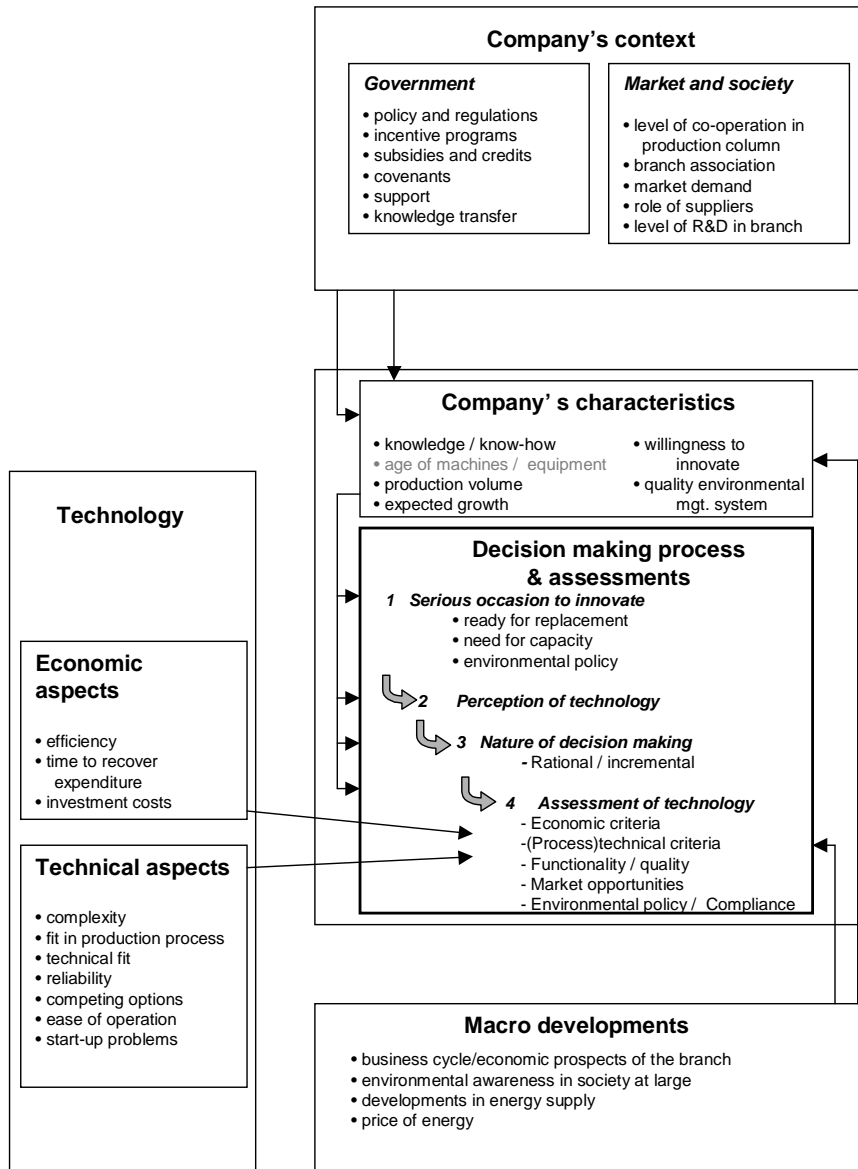 Company's context
Government
• policy and regulations
• incentive programs
• subsidies and credits
• covenants
• support
• knowledge transfer
Market and society
• level of co-operation in
production column
• branch association
• market demand
• role of suppliers
• level of R&D in branch
Company' s characteristics
• knowledge / know-how
• age of machines / equipment
• production volume
• expected growth
• willingness to
innovate
• quality environmental
mgt. system
Technology
Economic
aspects
• efficiency
• time to recover
expenditure
• investment costs
Technical aspects
• complexity
• fit in production process
• technical fit
• reliability
• competing options
• ease of operation
• start-up problems
Decision making process
& assessments
1 Serious occasion to innovate
• ready for replacement
• need for capacity
• environmental policy
2 Perception of technology
3 Nature of decision making
- Rational / incremental
4 Assessment of technology
- Economic criteria
-(Process)technical criteria
- Functionality / quality
- Market opportunities
- Environmental policy / Compliance
Macro developments
• business cycle/economic prospects of the branch
• environmental awareness in society at large
• developments in energy supply
• price of energy